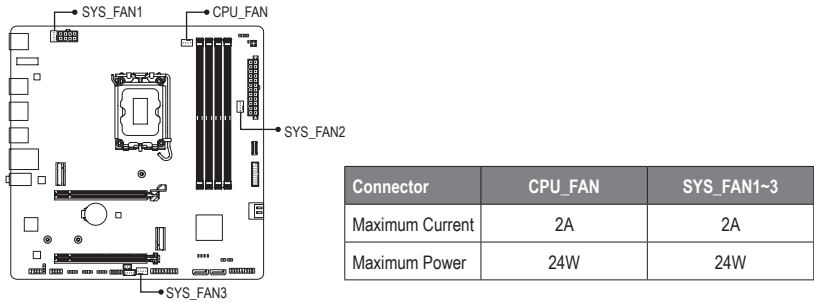 SYS_FAN1
CPU_FAN
SYS_FAN2
SYS_FAN3
Connector CPU_FAN SYS_FAN1~3
Maximum Current 2A 2A
Maximum Power 24W 24W